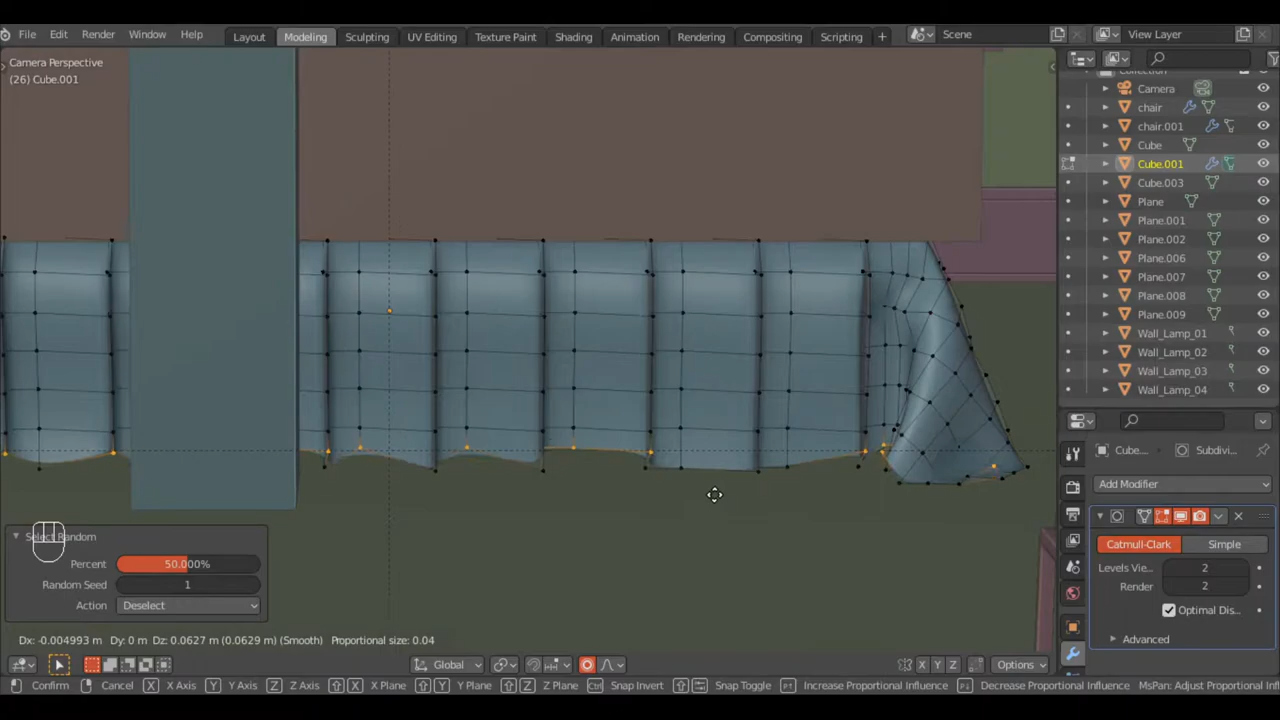 File Edit Render Window Help Layout Modeling Sculpting UV Editing Texture Paint Shading Animation Rendering Compositing Scripting + Scene View Layer
Camera Perspective
(26) Cube.001
Collection
Camera
chair
chair.001
Cube
Cube.001
Cube.003
Plane
Plane.001
Plane.002
Plane.006
Plane.007
Plane.008
Plane.009
Wall_Lamp_01
Wall_Lamp_02
Wall_Lamp_03
Wall_Lamp_04
Cube... Subdivi...
Add Modifier
Catmull-Clark Simple
Levels Vie... 2
Render 2
Optimal Dis...
Advanced
Select Random
Percent 50.000%
Random Seed 1
Action Deselect
Dx: -0.004993 m Dy: 0 m Dz: 0.0627 m (0.0629 m) (Smooth) Proportional size: 0.04
Global X Y Z Options
Confirm Cancel X X Axis Y Y Axis Z Z Axis X X Plane Y Y Plane Z Z Plane Ctrl Snap Invert Snap Toggle Increase Proportional Influence Decrease Proportional Influence MsPan: Adjust Proportional Inf